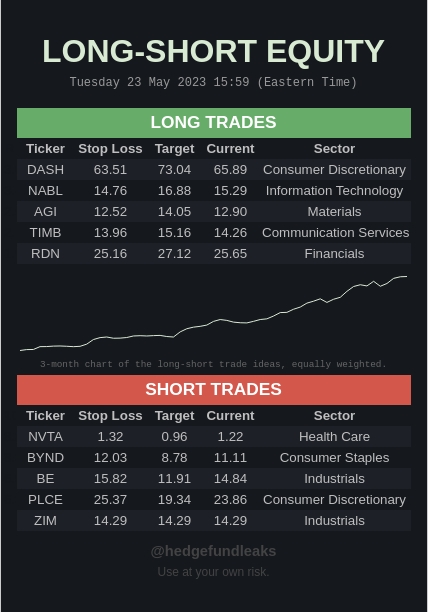 LONG-SHORT EQUITY
Tuesday 23 May 2023 15:59 (Eastern Time)
LONG TRADES
Ticker Stop Loss Target Current Sector
DASH 63.51 73.04 65.89 Consumer Discretionary
NABL 14.76 16.88 15.29 Information Technology
AGI 12.52 14.05 12.90 Materials
TIMB 13.96 15.16 14.26 Communication Services
RDN 25.16 27.12 25.65 Financials
3-month chart of the long-short trade ideas, equally weighted.
SHORT TRADES
Ticker Stop Loss Target Current Sector
NVTA 1.32 0.96 1.22 Health Care
BYND 12.03 8.78 11.11 Consumer Staples
BE 15.82 11.91 14.84 Industrials
PLCE 25.37 19.34 23.86 Consumer Discretionary
ZIM 14.29 14.29 14.29 Industrials
@hedgefundleaks
Use at your own risk.